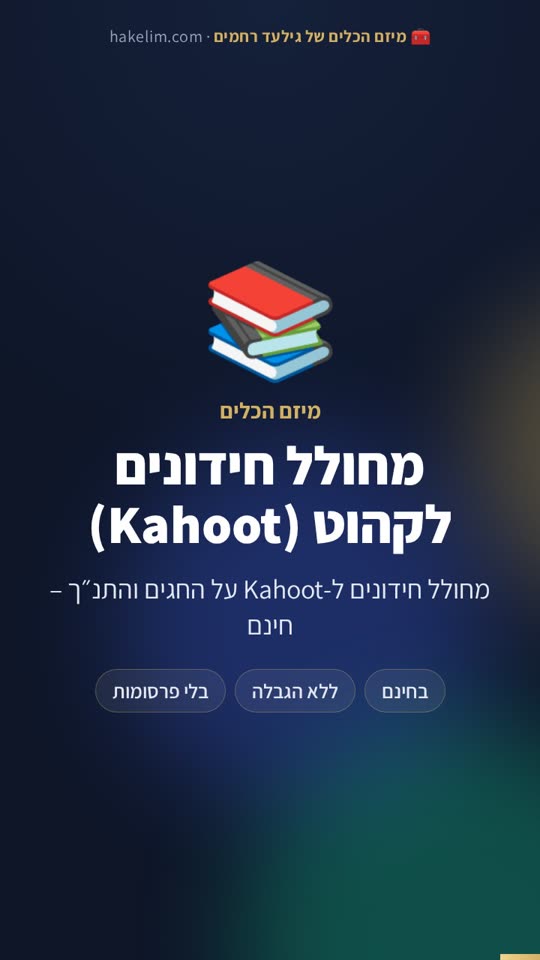 🧰 מיזם הכלים של גילעד רחמים · hakelim.com
מיזם הכלים
מחולל חידונים
לקהוט (Kahoot)
מחולל חידונים ל-Kahoot על החגים והתנ״ך –
חינם
בחינם
ללא הגבלה
בלי פרסומות